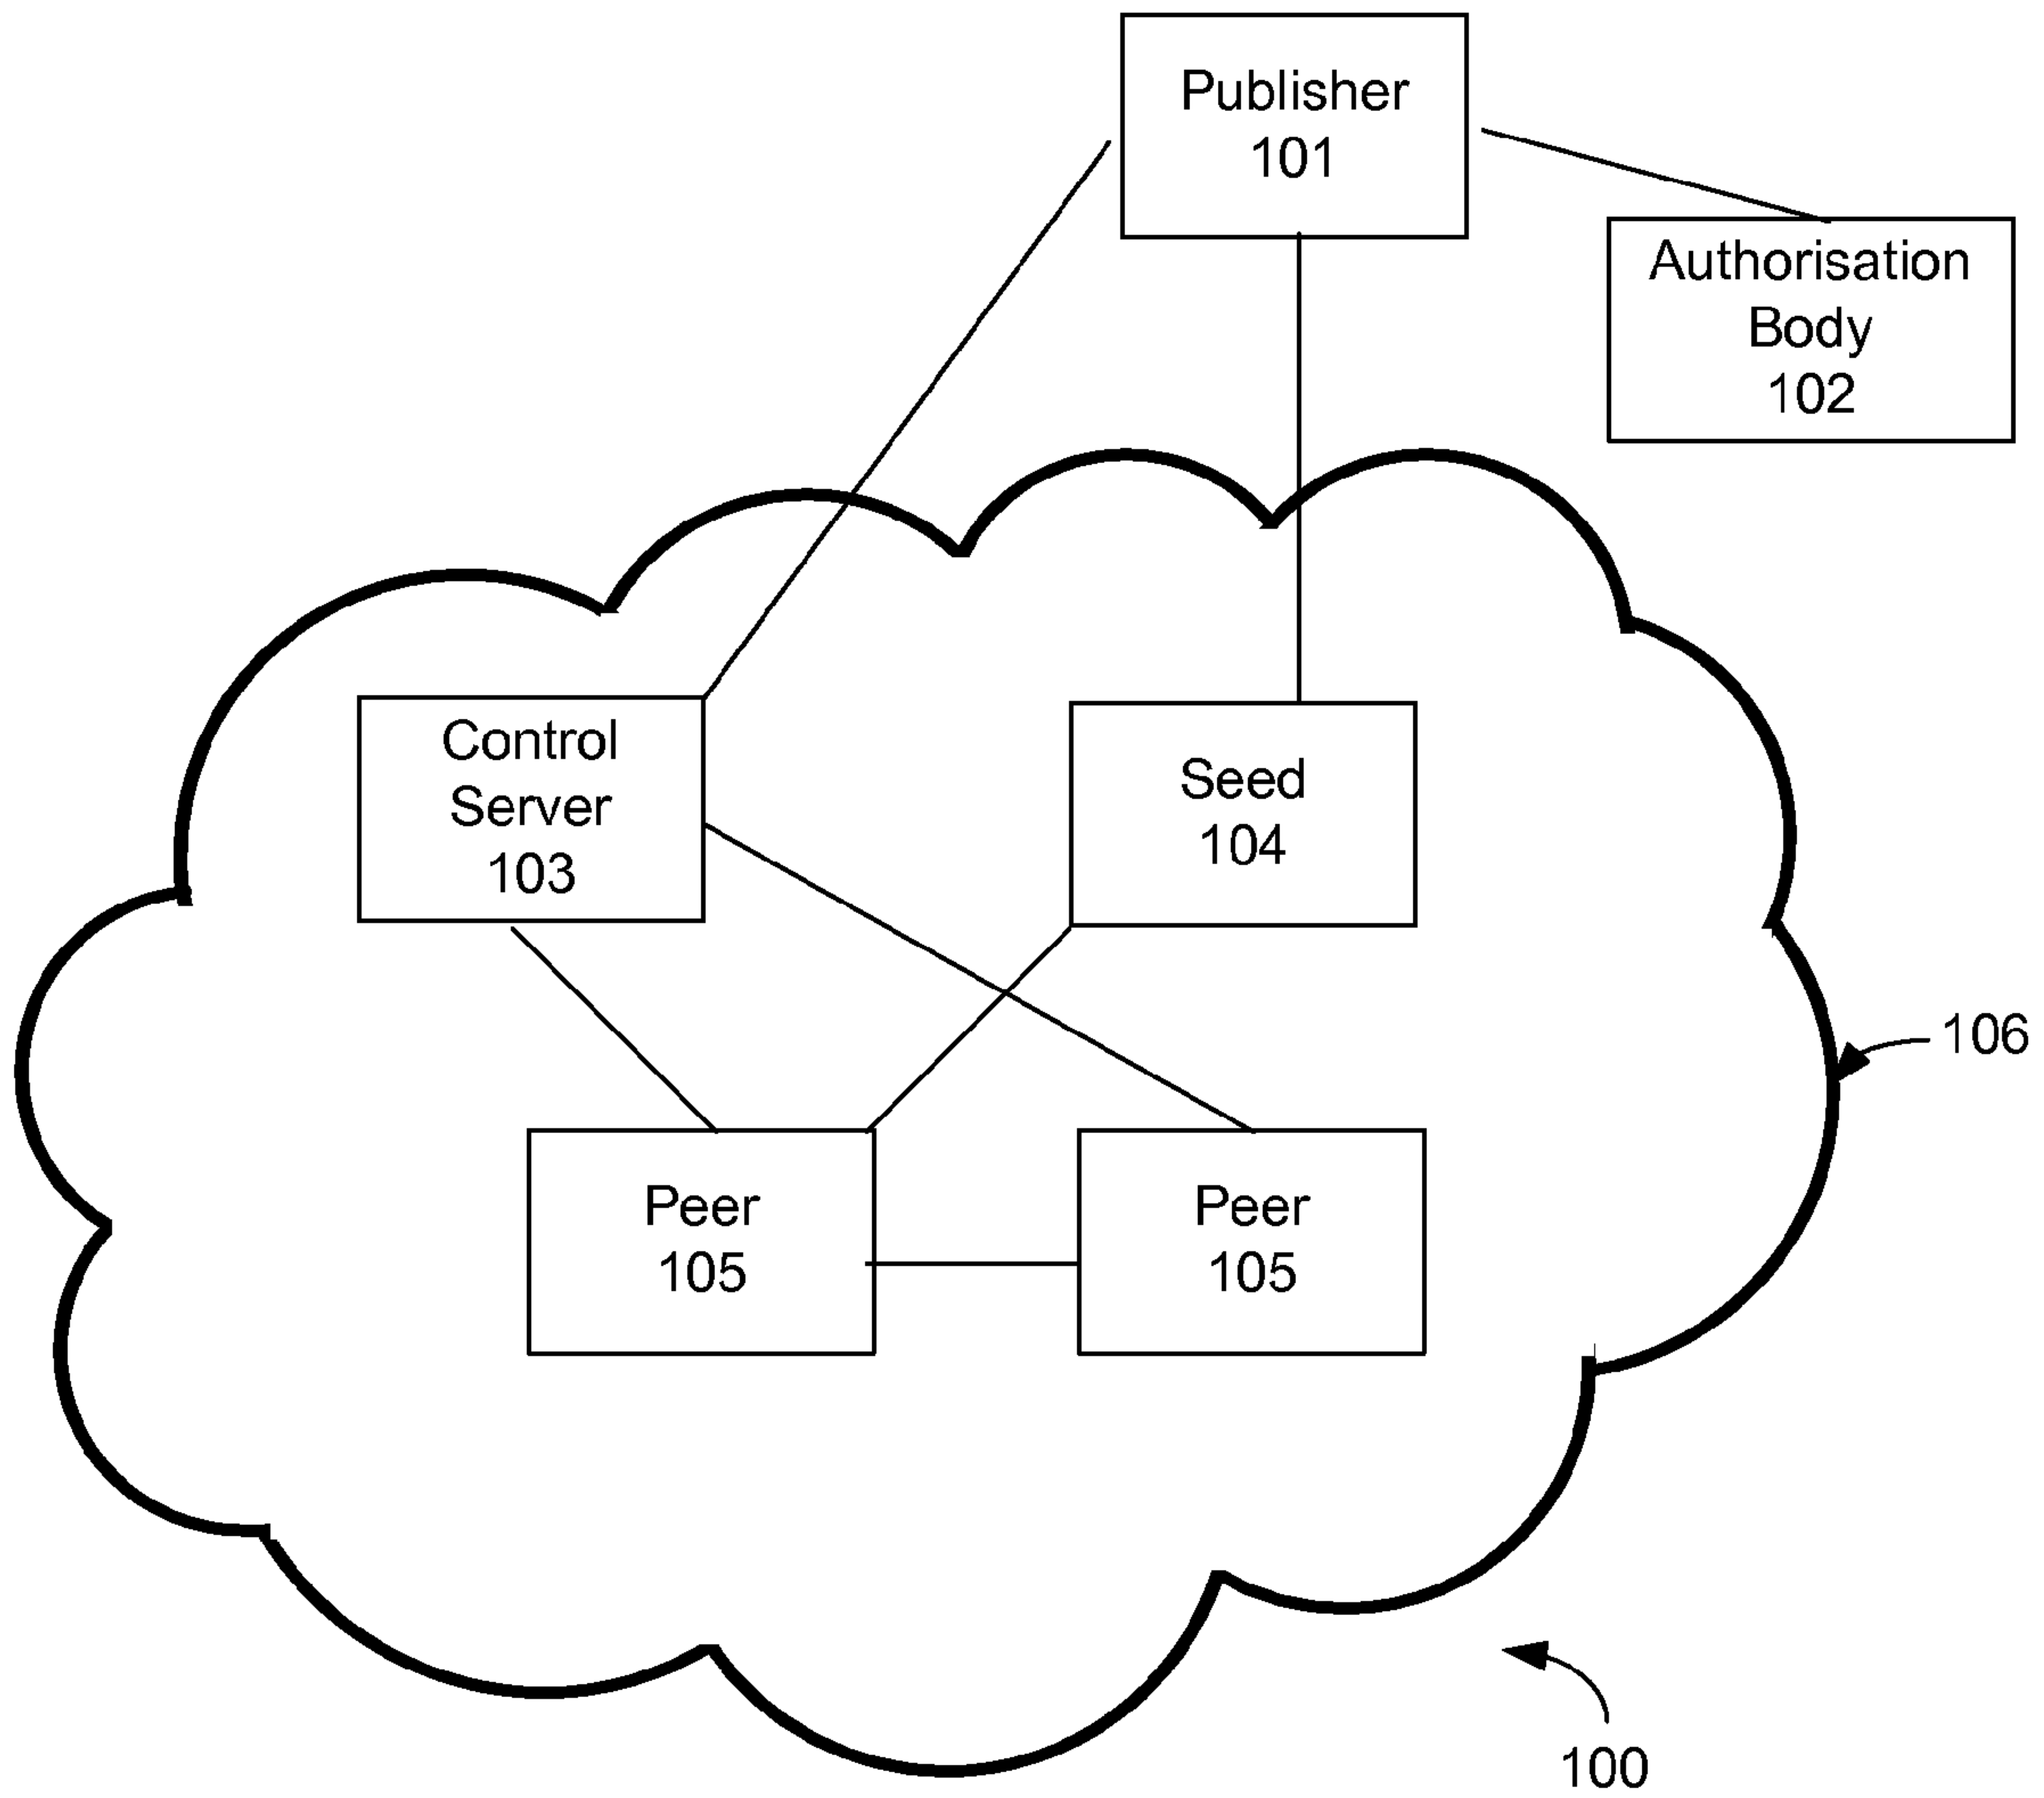 Publisher
101
Authorisation
Body
102
Control
Server
103
Seed
104
106
Peer
105
Peer
105
100